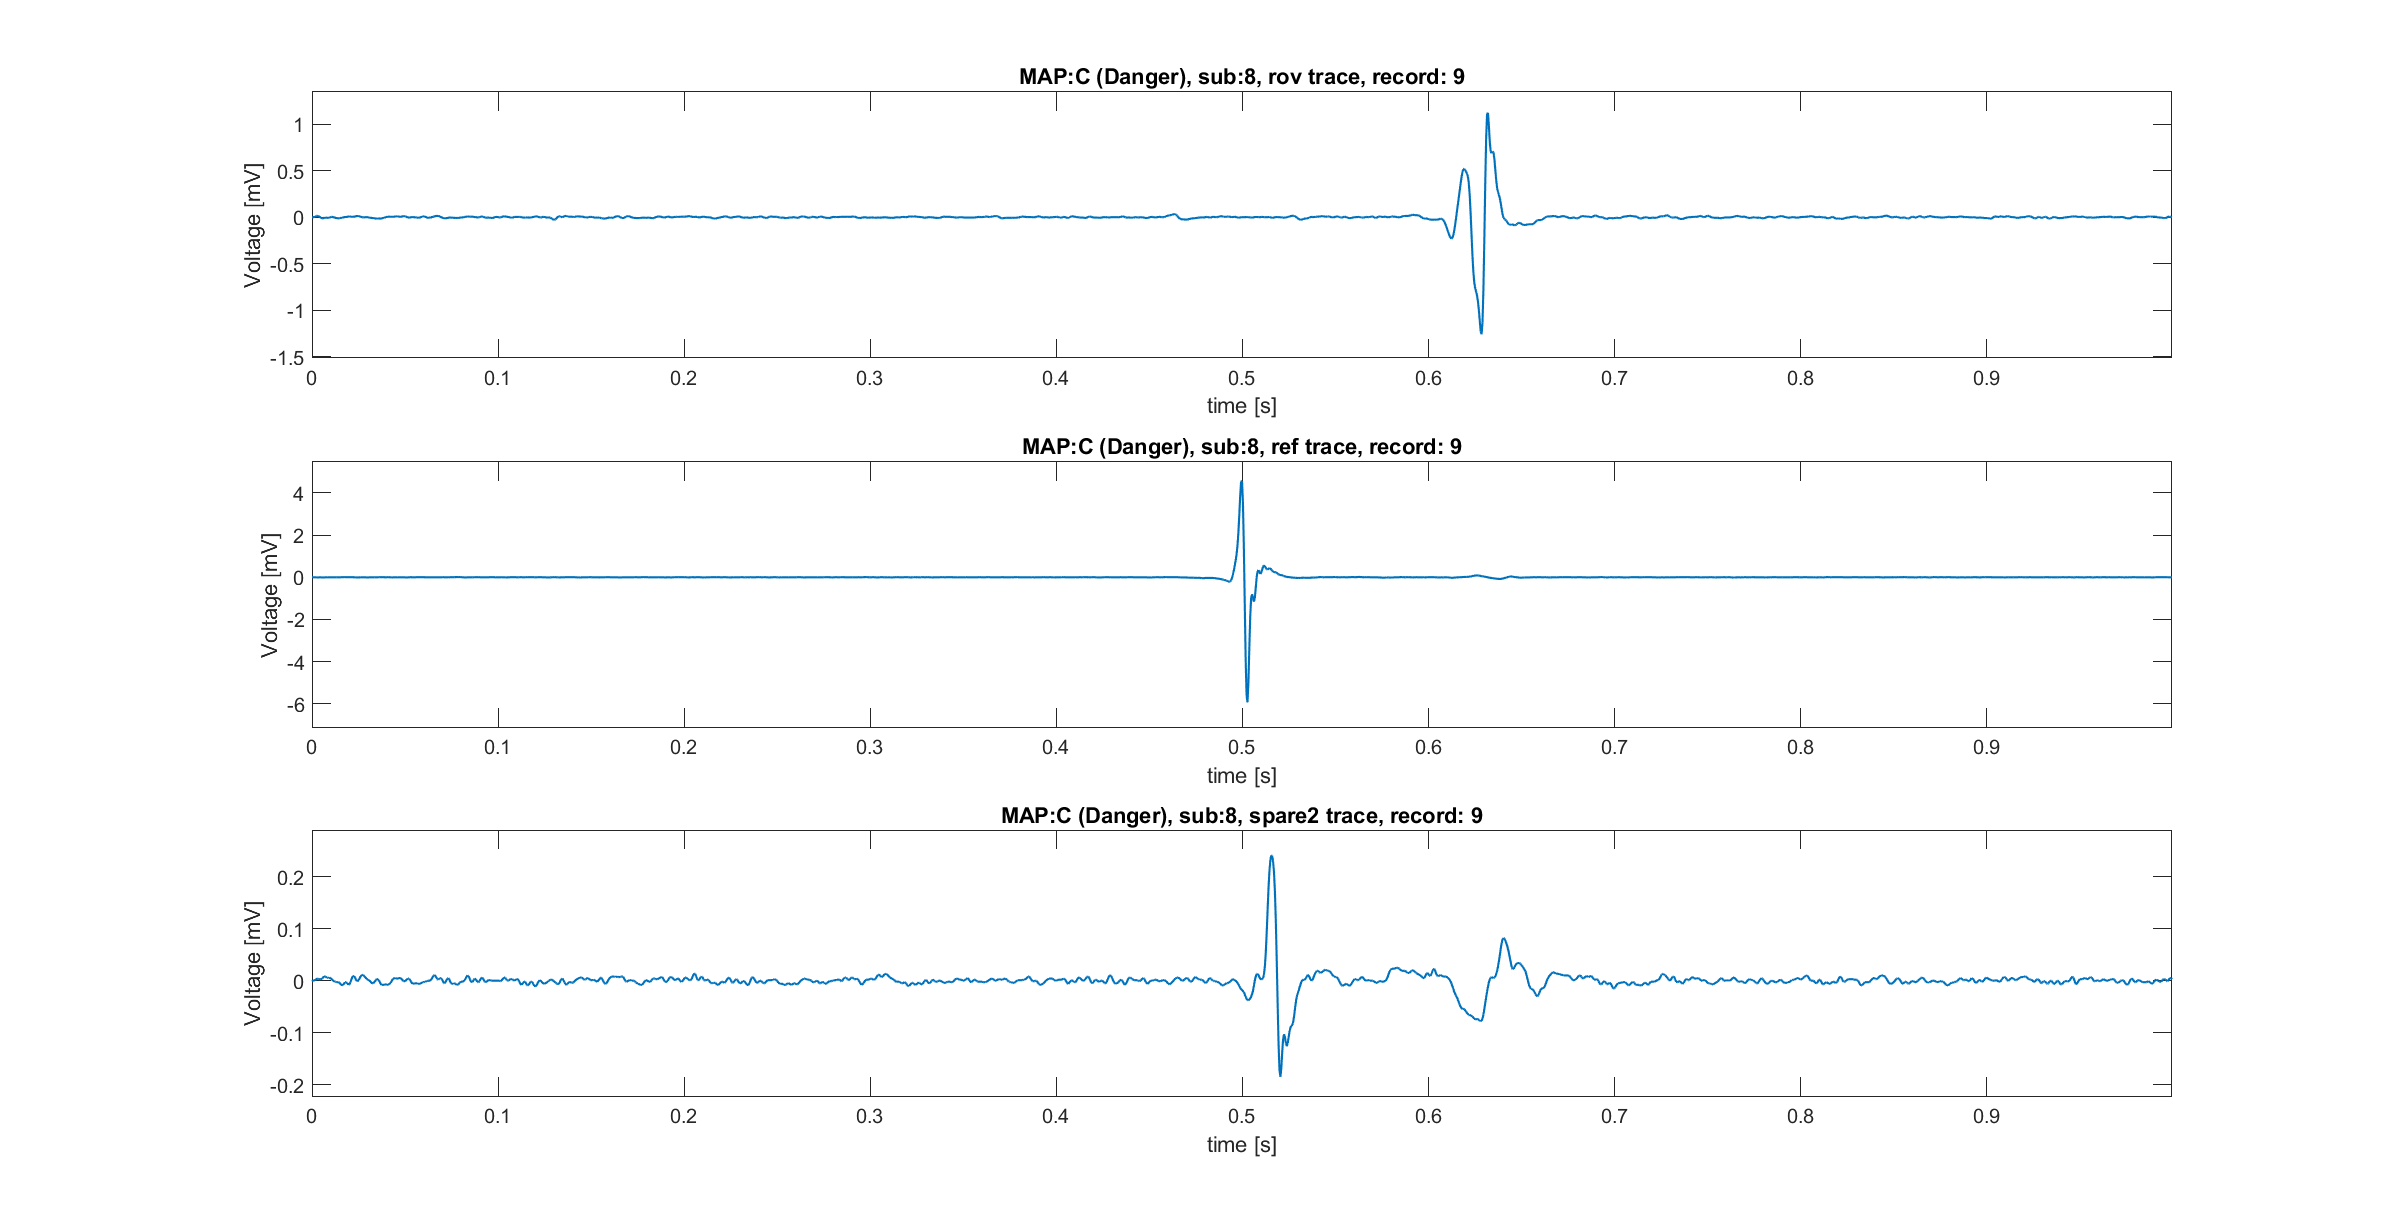 MAP:C (Danger), sub:8, rov trace, record: 9
1
0.5
0
-0.5
-1
-1.5
Voltage [mV]
0 0.1 0.2 0.3 0.4 0.5 0.6 0.7 0.8 0.9
time [s]
MAP:C (Danger), sub:8, ref trace, record: 9
4
2
0
-2
-4
-6
Voltage [mV]
0 0.1 0.2 0.3 0.4 0.5 0.6 0.7 0.8 0.9
time [s]
MAP:C (Danger), sub:8, spare2 trace, record: 9
0.2
0.1
0
-0.1
-0.2
Voltage [mV]
0 0.1 0.2 0.3 0.4 0.5 0.6 0.7 0.8 0.9
time [s]